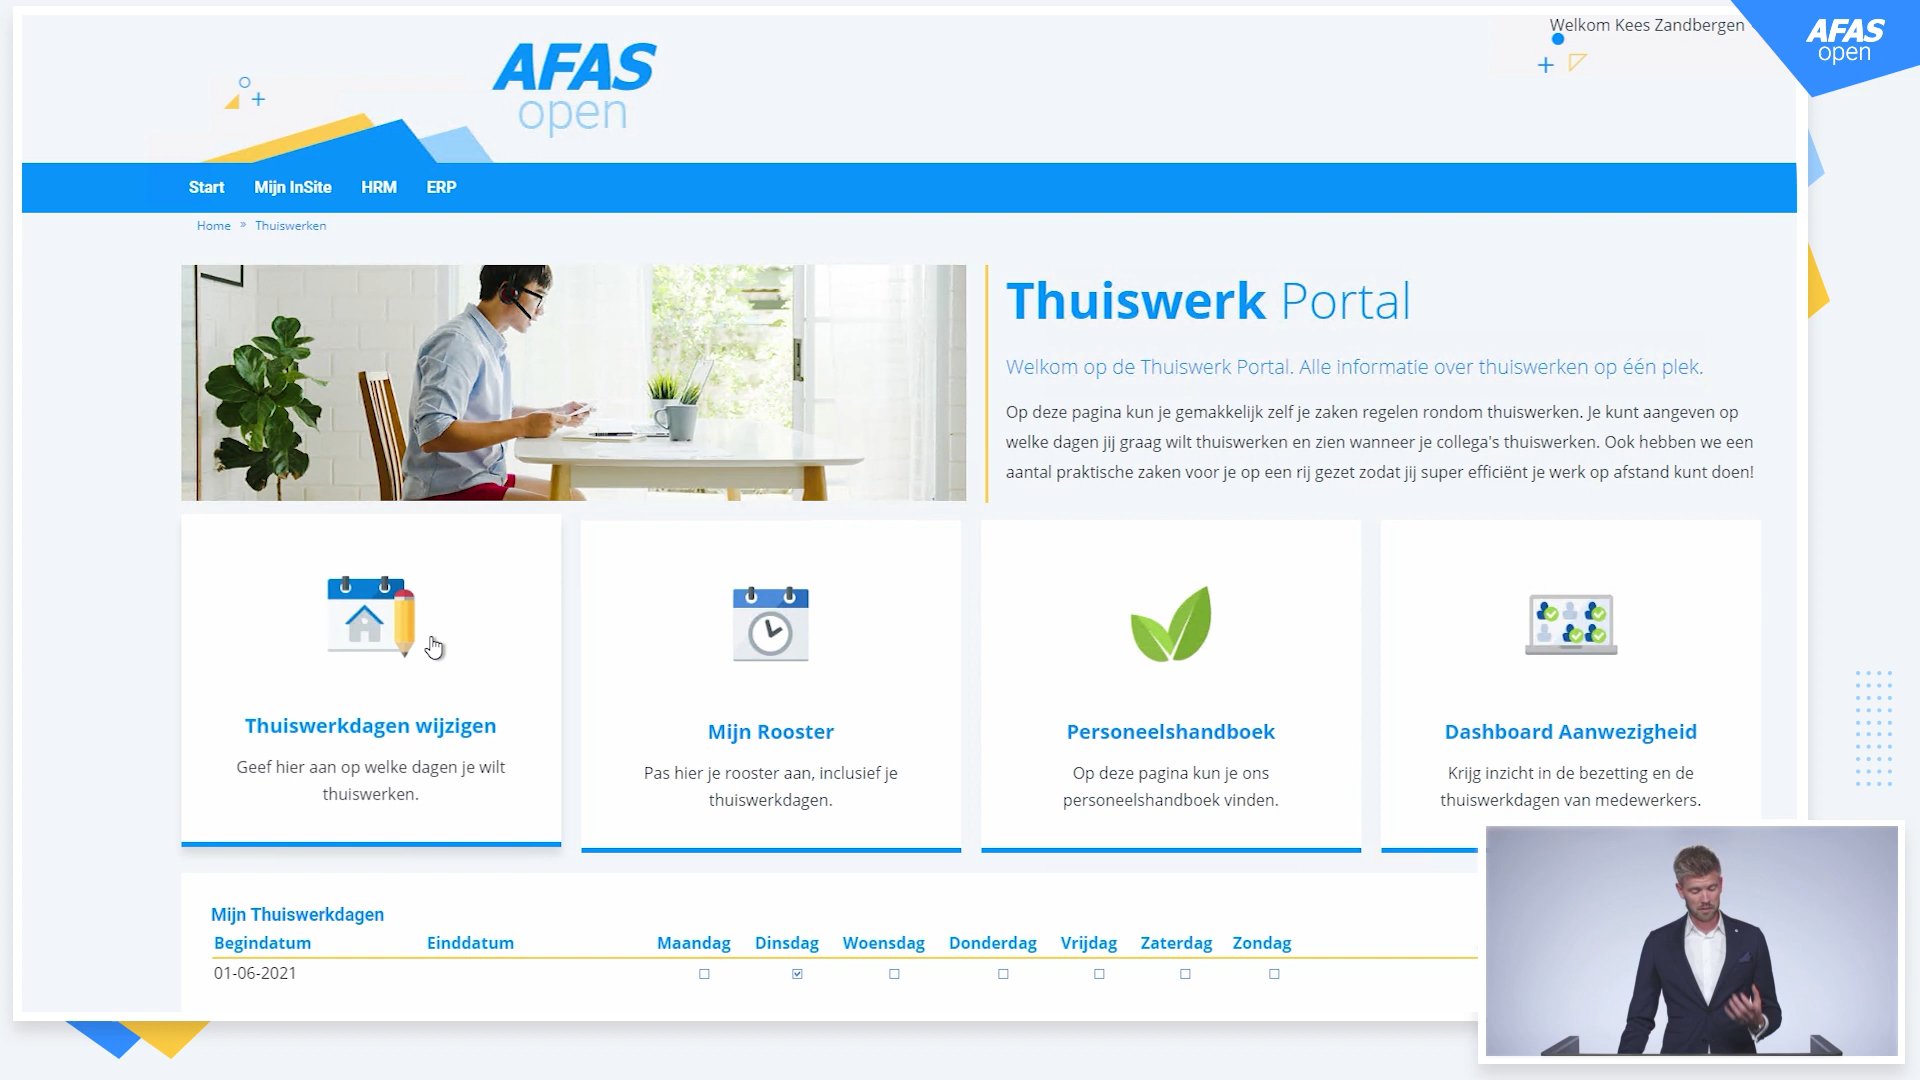 Welkom Kees Zandbergen
AFAS
open
AFAS
open
Start Mijn InSite HRM ERP
Home » Thuiswerken
Thuiswerk Portal
Welkom op de Thuiswerk Portal. Alle informatie over thuiswerken op één plek.
Op deze pagina kun je gemakkelijk zelf je zaken regelen rondom thuiswerken. Je kunt aangeven op
welke dagen jij graag wilt thuiswerken en zien wanneer je collega's thuiswerken. Ook hebben we een
aantal praktische zaken voor je op een rij gezet zodat jij super efficiënt je werk op afstand kunt doen!
Thuiswerkdagen wijzigen
Geef hier aan op welke dagen je wilt
thuiswerken.
Mijn Rooster
Pas hier je rooster aan, inclusief je
thuiswerkdagen.
Personeelshandboek
Op deze pagina kun je ons
personeelshandboek vinden.
Dashboard Aanwezigheid
Krijg inzicht in de bezetting en de
thuiswerkdagen van medewerkers.
Mijn Thuiswerkdagen
Begindatum Einddatum Maandag Dinsdag Woensdag Donderdag Vrijdag Zaterdag Zondag
01-06-2021